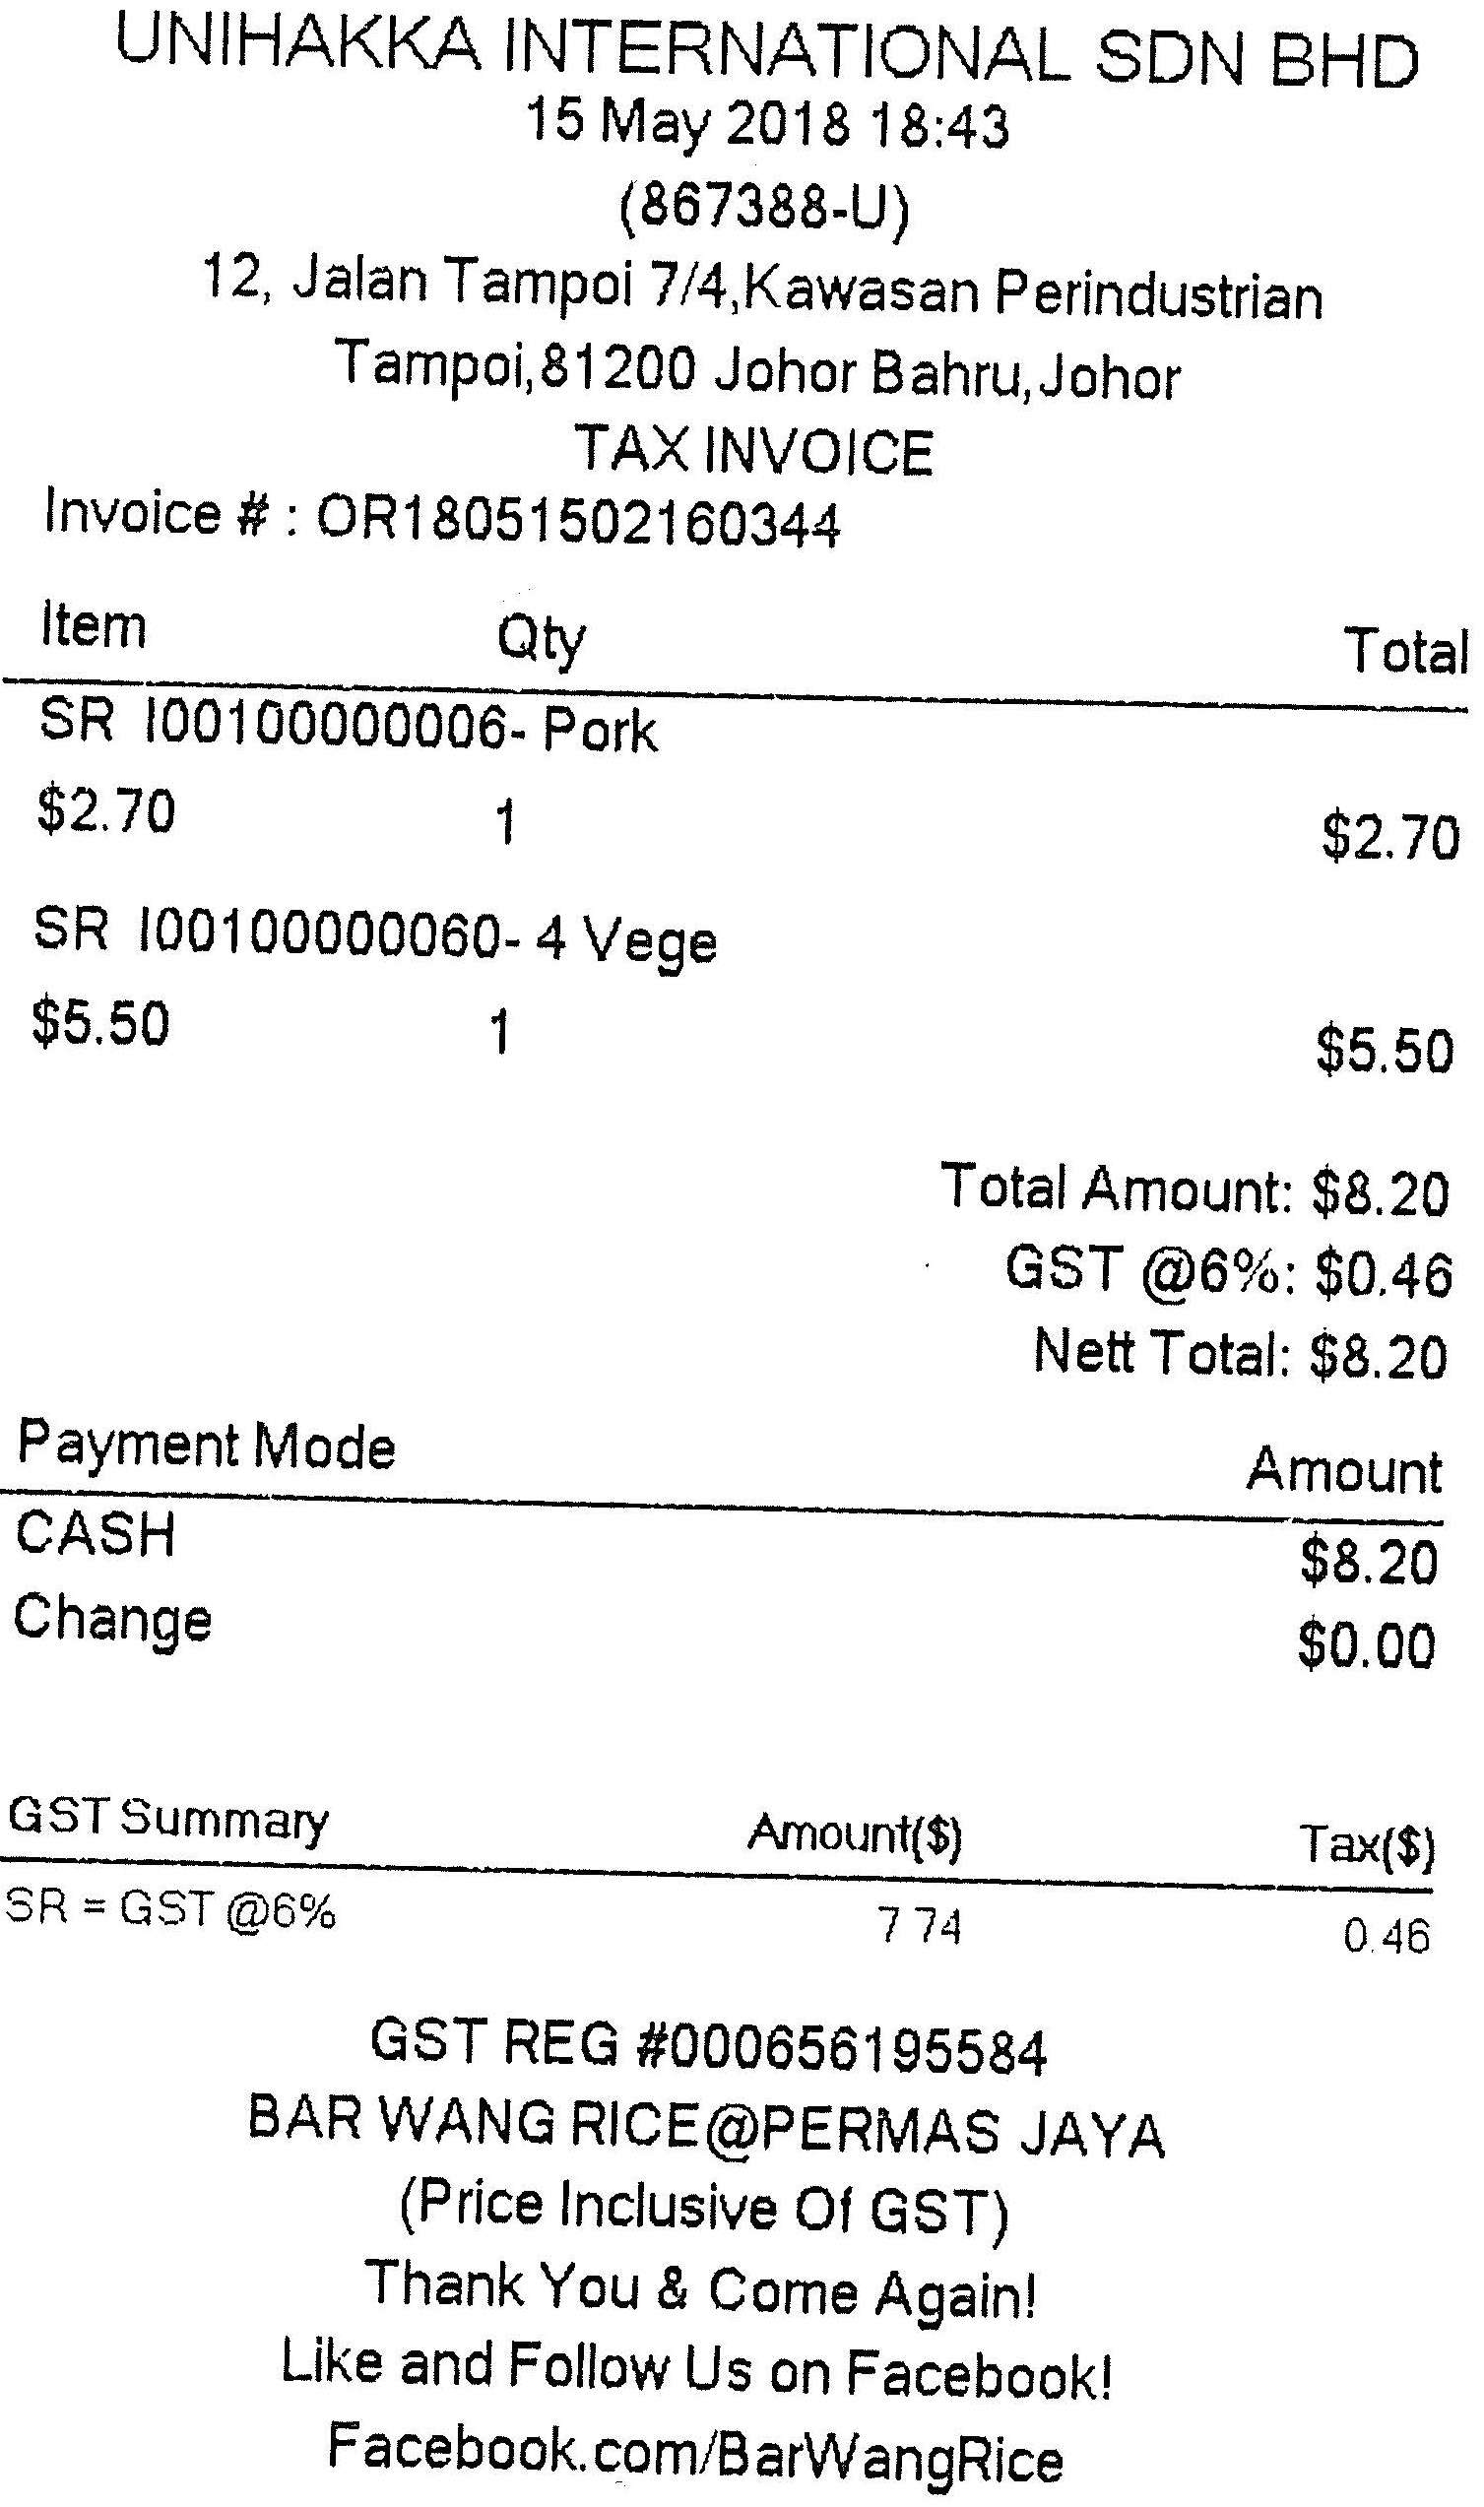 UNIHAKKA INTERNATIONAL SDN BHD
15 May 2018 18:43
(867388-U)
12, Jalan Tampoi 7/4,Kawasan Perindustrian
Tampoi,81200 Johor Bahru,Johor
TAX INVOICE
Invoice # : OR18051502160344
Item Qty Total
SR I00100000006- Pork
$2.70 1 $2.70
SR I00100000060- 4 Vege
$5.50 1 $5.50
Total Amount: $8.20
GST @6%: $0.46
Nett Total: $8.20
Payment Mode Amount
CASH $8.20
Change $0.00
GST Summary Amount($) Tax($)
SR = GST @6% 7.74 0.46
GST REG #000656195584
BAR WANG RICE@PERMAS JAYA
(Price Inclusive Of GST)
Thank You & Come Again!
Like and Follow Us on Facebook!
Facebook.com/BarWangRice